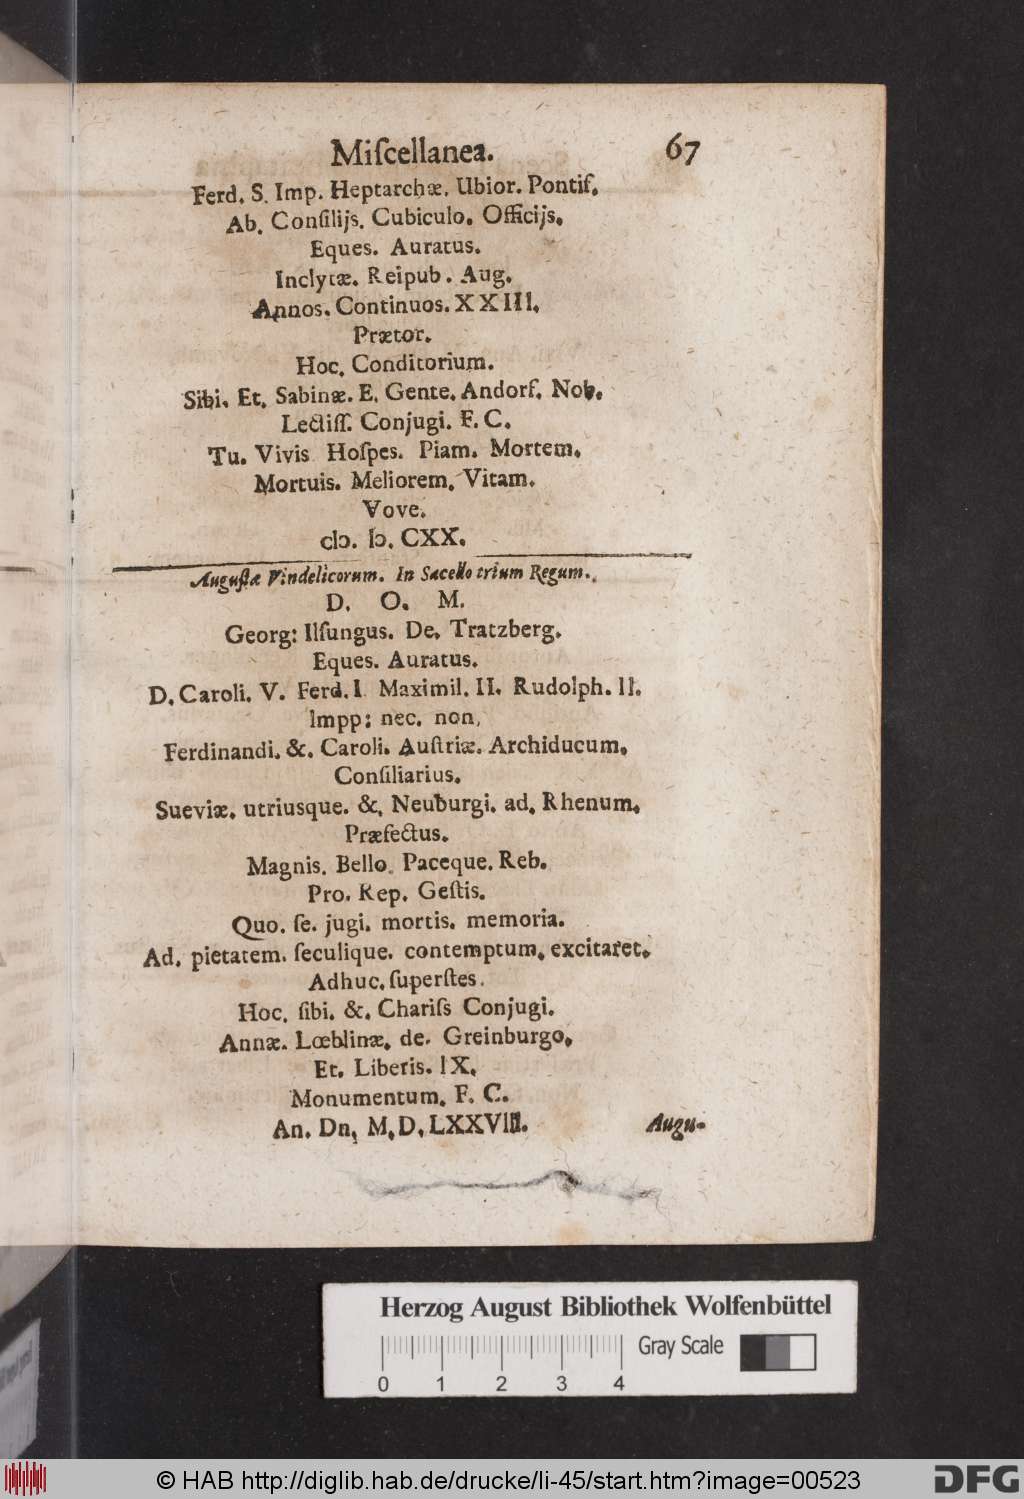 Miſcellanea. 67
Ferd. S. Imp. Heptarchæ. Ubior. Pontif.
Ab. Conſilijs. Cubiculo. Officijs.
Eques. Auratus.
Inclytæ. Reipub. Aug.
Annos. Continuos. XXIII.
Prætor.
Hoc. Conditorium.
Sibi. Et. Sabinæ. E. Gente. Andorf. Nob.
Lectiſſ. Conjugi. F. C.
Tu. Vivis Hoſpes. Piam. Mortem.
Mortuis. Meliorem. Vitam.
Vove.
cIɔ. Iɔ. CXX.
Auguſtæ Vindelicorum. In Sacello trium Regum.
D. O. M.
Georg: Ilſungus. De. Tratzberg.
Eques. Auratus.
D. Caroli. V. Ferd. I Maximil. II. Rudolph. II.
Impp: nec. non.
Ferdinandi. &. Caroli. Auſtriæ. Archiducum.
Conſiliarius.
Sueviæ. utriusque. &. Neuburgi. ad. Rhenum.
Præfectus.
Magnis. Bello. Paceque. Reb.
Pro. Rep. Geſtis.
Quo. ſe. jugi. mortis. memoria.
Ad. pietatem. ſeculique. contemptum. excitaret.
Adhuc. ſuperſtes.
Hoc. ſibi. &. Chariſs Conjugi.
Annæ. Lœblinæ. de. Greinburgo.
Et. Liberis. IX.
Monumentum. F. C.
An. Dn. M. D. LXXVIII.
Augu-
Herzog August Bibliothek Wolfenbüttel
Gray Scale
0 1 2 3 4
© HAB http://diglib.hab.de/drucke/li-45/start.htm?image=00523
DFG